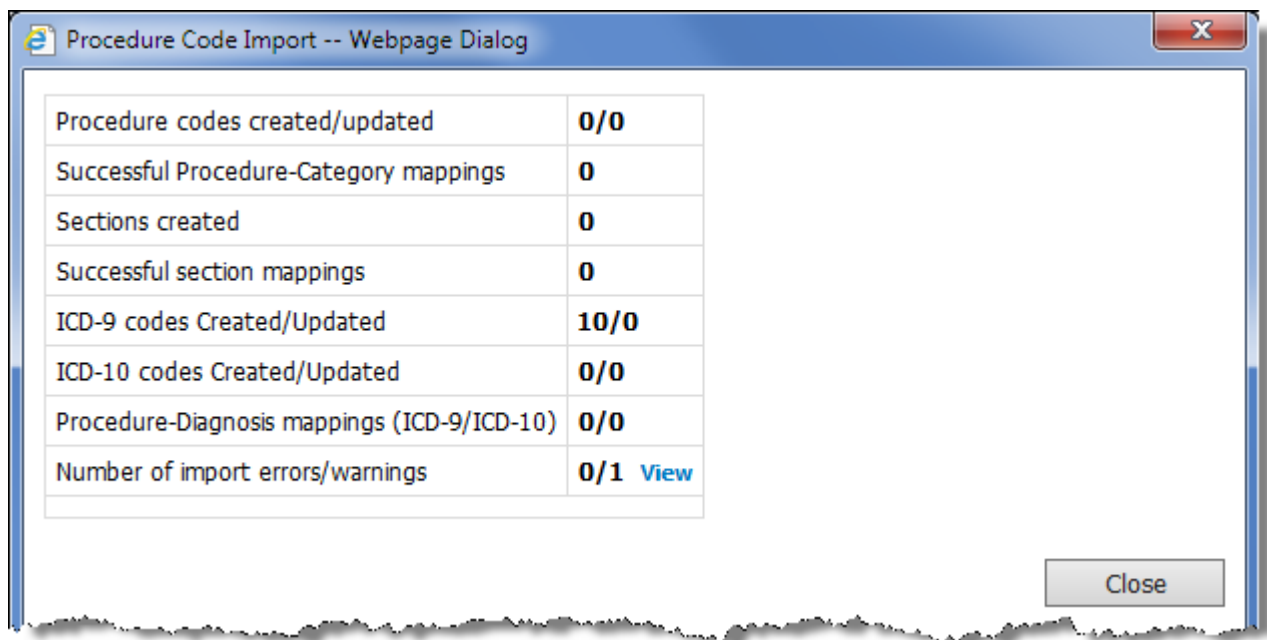 Procedure Code Import -- Webpage Dialog
Procedure codes created/updated 0/0
Successful Procedure-Category mappings 0
Sections created 0
Successful section mappings 0
ICD-9 codes Created/Updated 10/0
ICD-10 codes Created/Updated 0/0
Procedure-Diagnosis mappings (ICD-9/ICD-10) 0/0
Number of import errors/warnings 0/1 View
Close